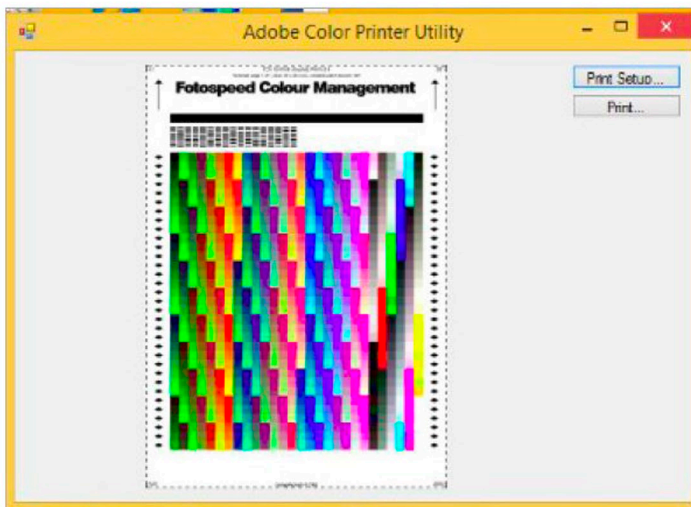 Adobe Color Printer Utility
Print Setup...
Print...
Fotospeed Colour Management